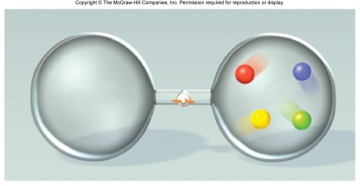 Copyright © The McGraw-Hill Companies, Inc. Permission required for reproduction or display.